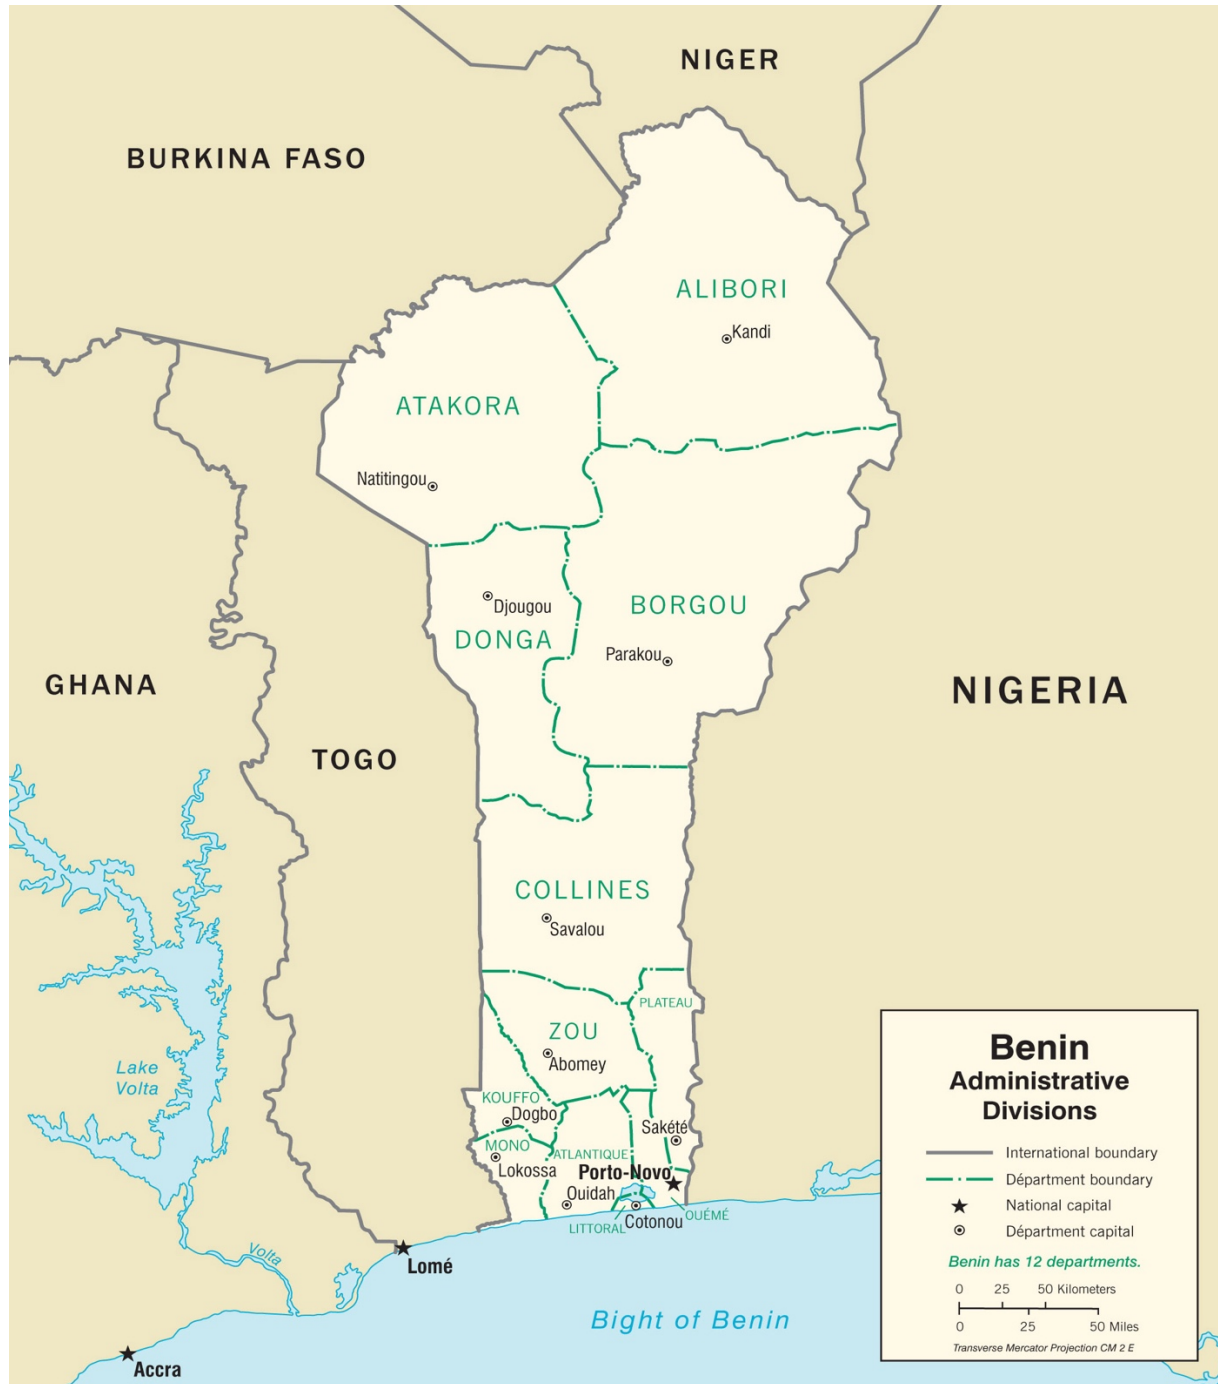 NIGER
BURKINA FASO
ALIBORI
Kandi
ATAKORA
Natitingou
Djougou
BORGOU
DONGA
Parakou
GHANA
NIGERIA
TOGO
COLLINES
Savalou
PLATEAU
ZOU
Abomey
Lake
Volta
KOUFFO
Dogbo
Sakété
MONO
ATLANTIQUE
Lokossa
Porto-Novo
Ouidah
OUÉMÉ
LITTORAL
Cotonou
Volta
Lomé
Bight of Benin
Accra
Benin
Administrative
Divisions
International boundary
Départment boundary
National capital
Départment capital
Benin has 12 departments.
0 25 50 Kilometers
0 25 50 Miles
Transverse Mercator Projection CM 2 E